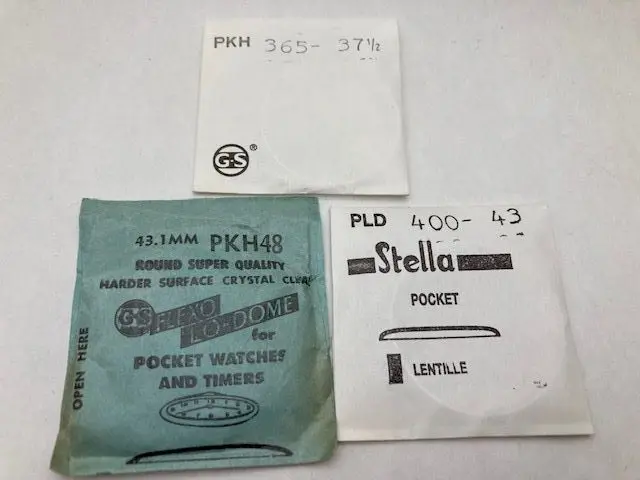 PKH 365- 37½
G-S®
43.1MM PKH48
ROUND SUPER QUALITY
HARDER SURFACE CRYSTAL CLEAR
G-S FLEXO
LO-DOME
for
POCKET WATCHES
AND TIMERS
OPEN HERE
PLD 400- 43
Stella
POCKET
LENTILLE